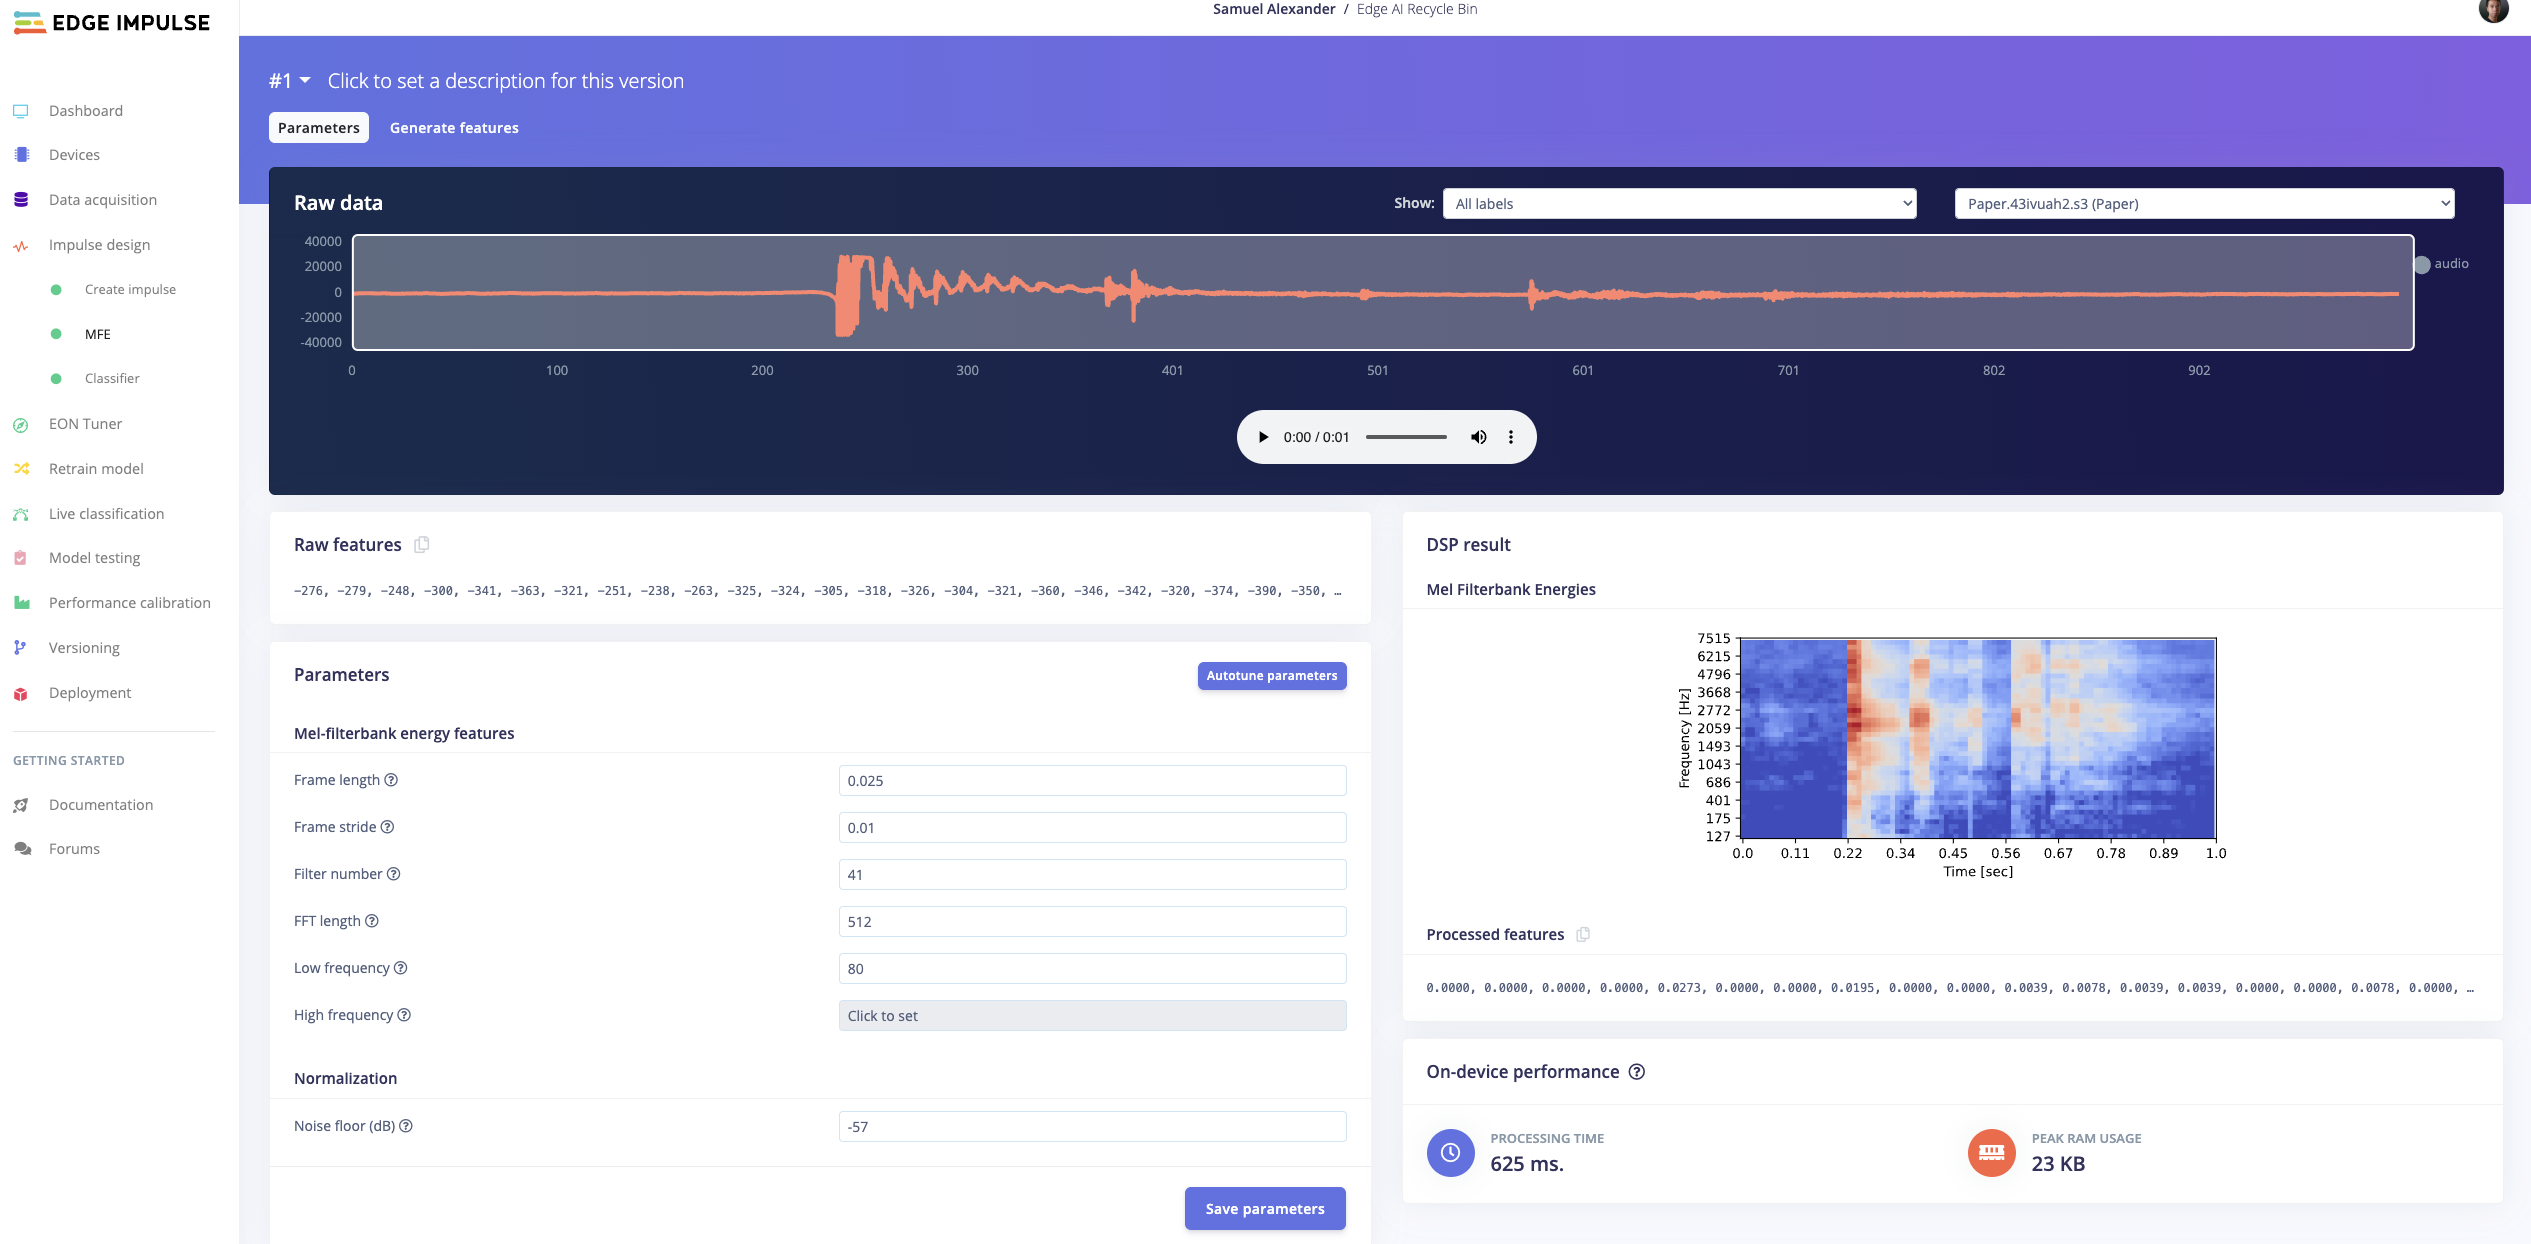 EDGE IMPULSE
Samuel Alexander / Edge AI Recycle Bin
Dashboard
Devices
Data acquisition
Impulse design
Create impulse
MFE
Classifier
EON Tuner
Retrain model
Live classification
Model testing
Performance calibration
Versioning
Deployment
GETTING STARTED
Documentation
Forums
#1 Click to set a description for this version
Parameters Generate features
Raw data
Show: All labels Paper.43ivuah2.s3 (Paper)
40000
20000
0
-20000
-40000
0 100 200 300 401 501 601 701 802 902
audio
0:00 / 0:01
Raw features
-276, -279, -248, -300, -341, -363, -321, -251, -238, -263, -325, -324, -305, -318, -326, -304, -321, -360, -346, -342, -320, -374, -390, -350, …
Parameters
Autotune parameters
Mel-filterbank energy features
Frame length 0.025
Frame stride 0.01
Filter number 41
FFT length 512
Low frequency 80
High frequency Click to set
Normalization
Noise floor (dB) -57
Save parameters
DSP result
Mel Filterbank Energies
Frequency [Hz]
7515
6215
4796
3668
2772
2059
1493
1043
686
401
175
127
0.0 0.11 0.22 0.34 0.45 0.56 0.67 0.78 0.89 1.0
Time [sec]
Processed features
0.0000, 0.0000, 0.0000, 0.0000, 0.0273, 0.0000, 0.0000, 0.0195, 0.0000, 0.0000, 0.0039, 0.0078, 0.0039, 0.0039, 0.0000, 0.0000, 0.0078, 0.0000, …
On-device performance
PROCESSING TIME
625 ms.
PEAK RAM USAGE
23 KB